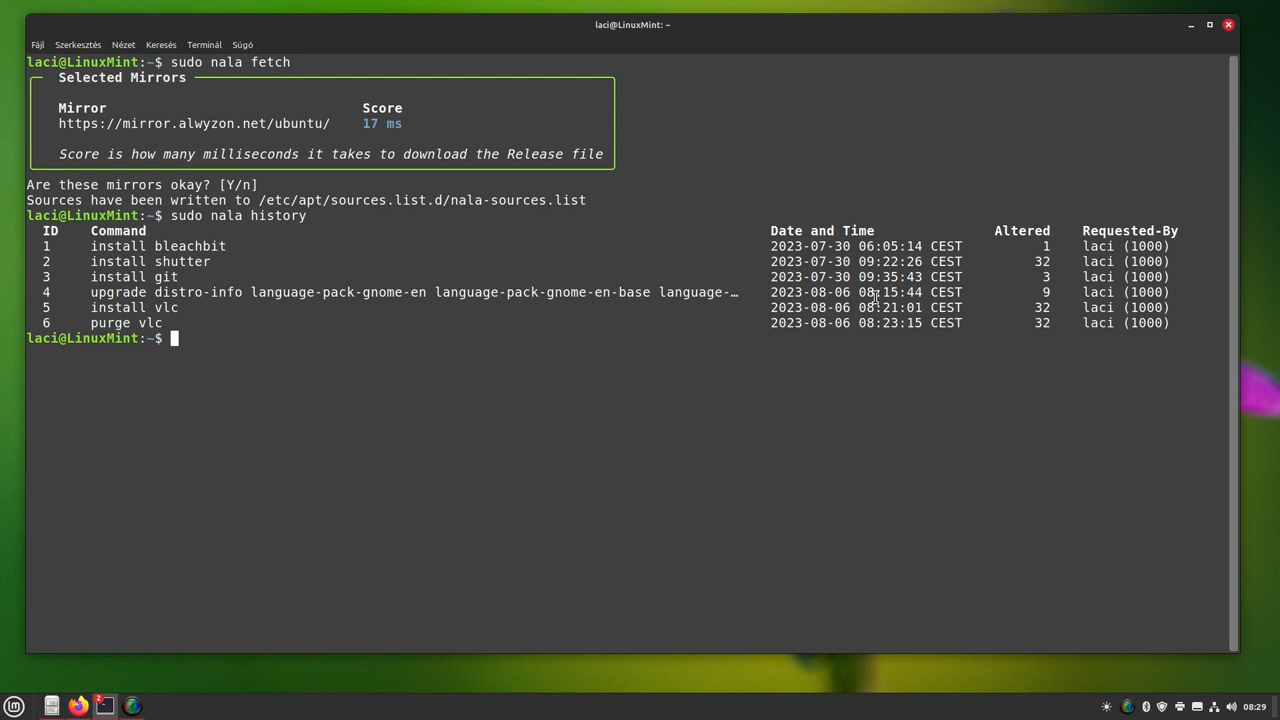 laci@LinuxMint: ~
Fájl Szerkesztés Nézet Keresés Terminál Súgó
laci@LinuxMint:~$ sudo nala fetch
Selected Mirrors
Mirror Score
https://mirror.alwyzon.net/ubuntu/ 17 ms
Score is how many milliseconds it takes to download the Release file
Are these mirrors okay? [Y/n]
Sources have been written to /etc/apt/sources.list.d/nala-sources.list
laci@LinuxMint:~$ sudo nala history
ID Command Date and Time Altered Requested-By
1 install bleachbit 2023-07-30 06:05:14 CEST 1 laci (1000)
2 install shutter 2023-07-30 09:22:26 CEST 32 laci (1000)
3 install git 2023-07-30 09:35:43 CEST 3 laci (1000)
4 upgrade distro-info language-pack-gnome-en language-pack-gnome-en-base language-… 2023-08-06 08:15:44 CEST 9 laci (1000)
5 install vlc 2023-08-06 08:21:01 CEST 32 laci (1000)
6 purge vlc 2023-08-06 08:23:15 CEST 32 laci (1000)
laci@LinuxMint:~$
2
08:29